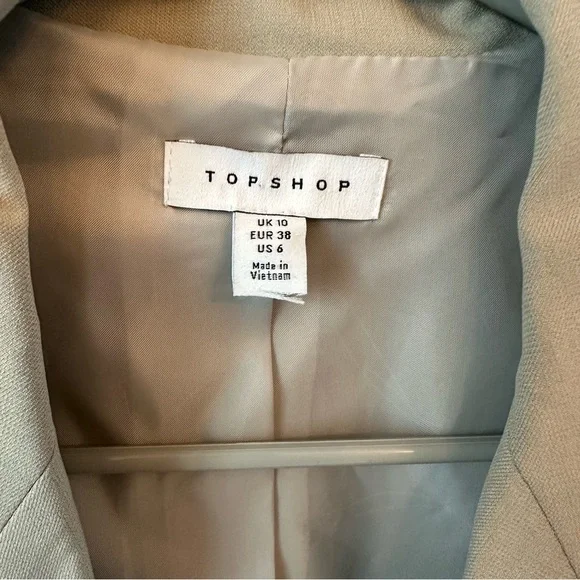 TOPSHOP
UK 10
EUR 38
US 6
Made in
Vietnam